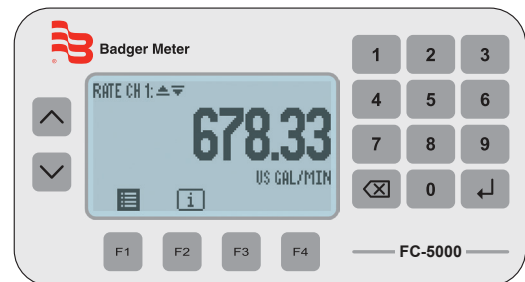 Badger Meter
®
RATE CH 1:
678.33
US GAL/MIN
i
F1 F2 F3 F4
1 2 3
4 5 6
7 8 9
0
FC-5000